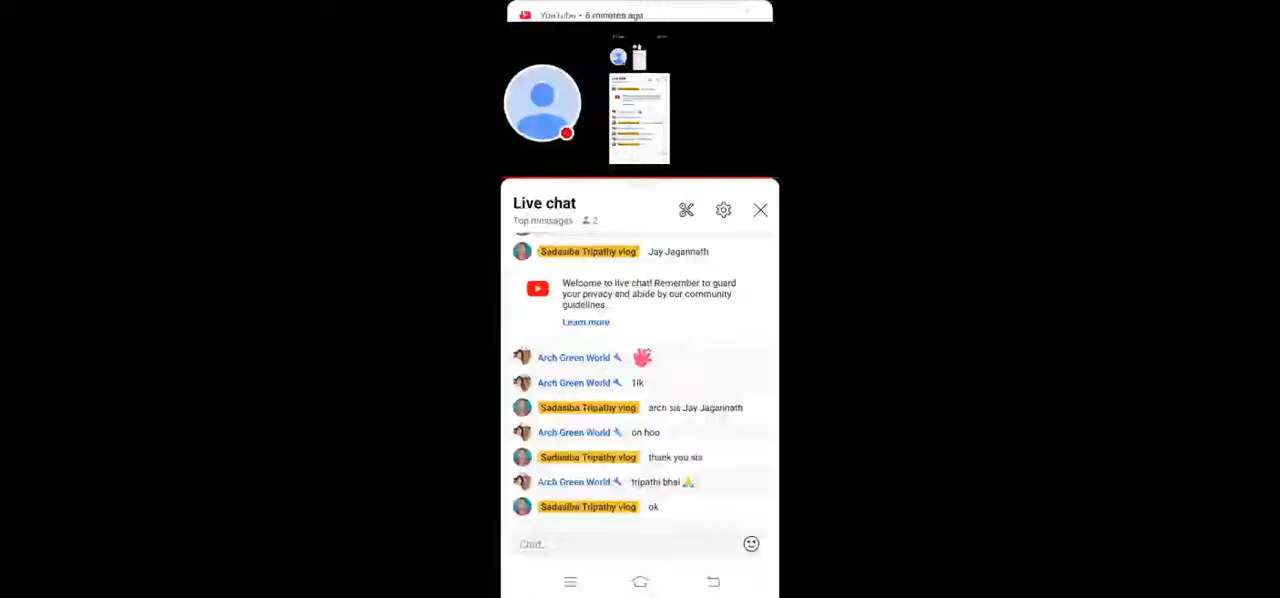 YouTube • 6 minutes ago
Live chat
Top messages 2
Sadasiba Tripathy vlog Jay Jagannath
Welcome to live chat! Remember to guard
your privacy and abide by our community
guidelines
Learn more
Arch Green World
Arch Green World 1ik
Sadasiba Tripathy vlog arch sis Jay Jagannath
Arch Green World on hoo
Sadasiba Tripathy vlog thank you sis
Arch Green World tripathi bhai 🙏
Sadasiba Tripathy vlog ok
Chat...